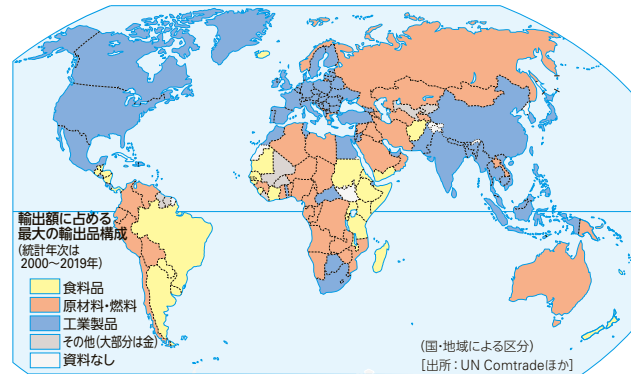 輸出額に占める
最大の輸出品構成
(統計年次は
2000〜2019年)
食料品
原材料・燃料
工業製品
その他(大部分は金)
資料なし
(国・地域による区分)
[出所:UN Comtradeほか]